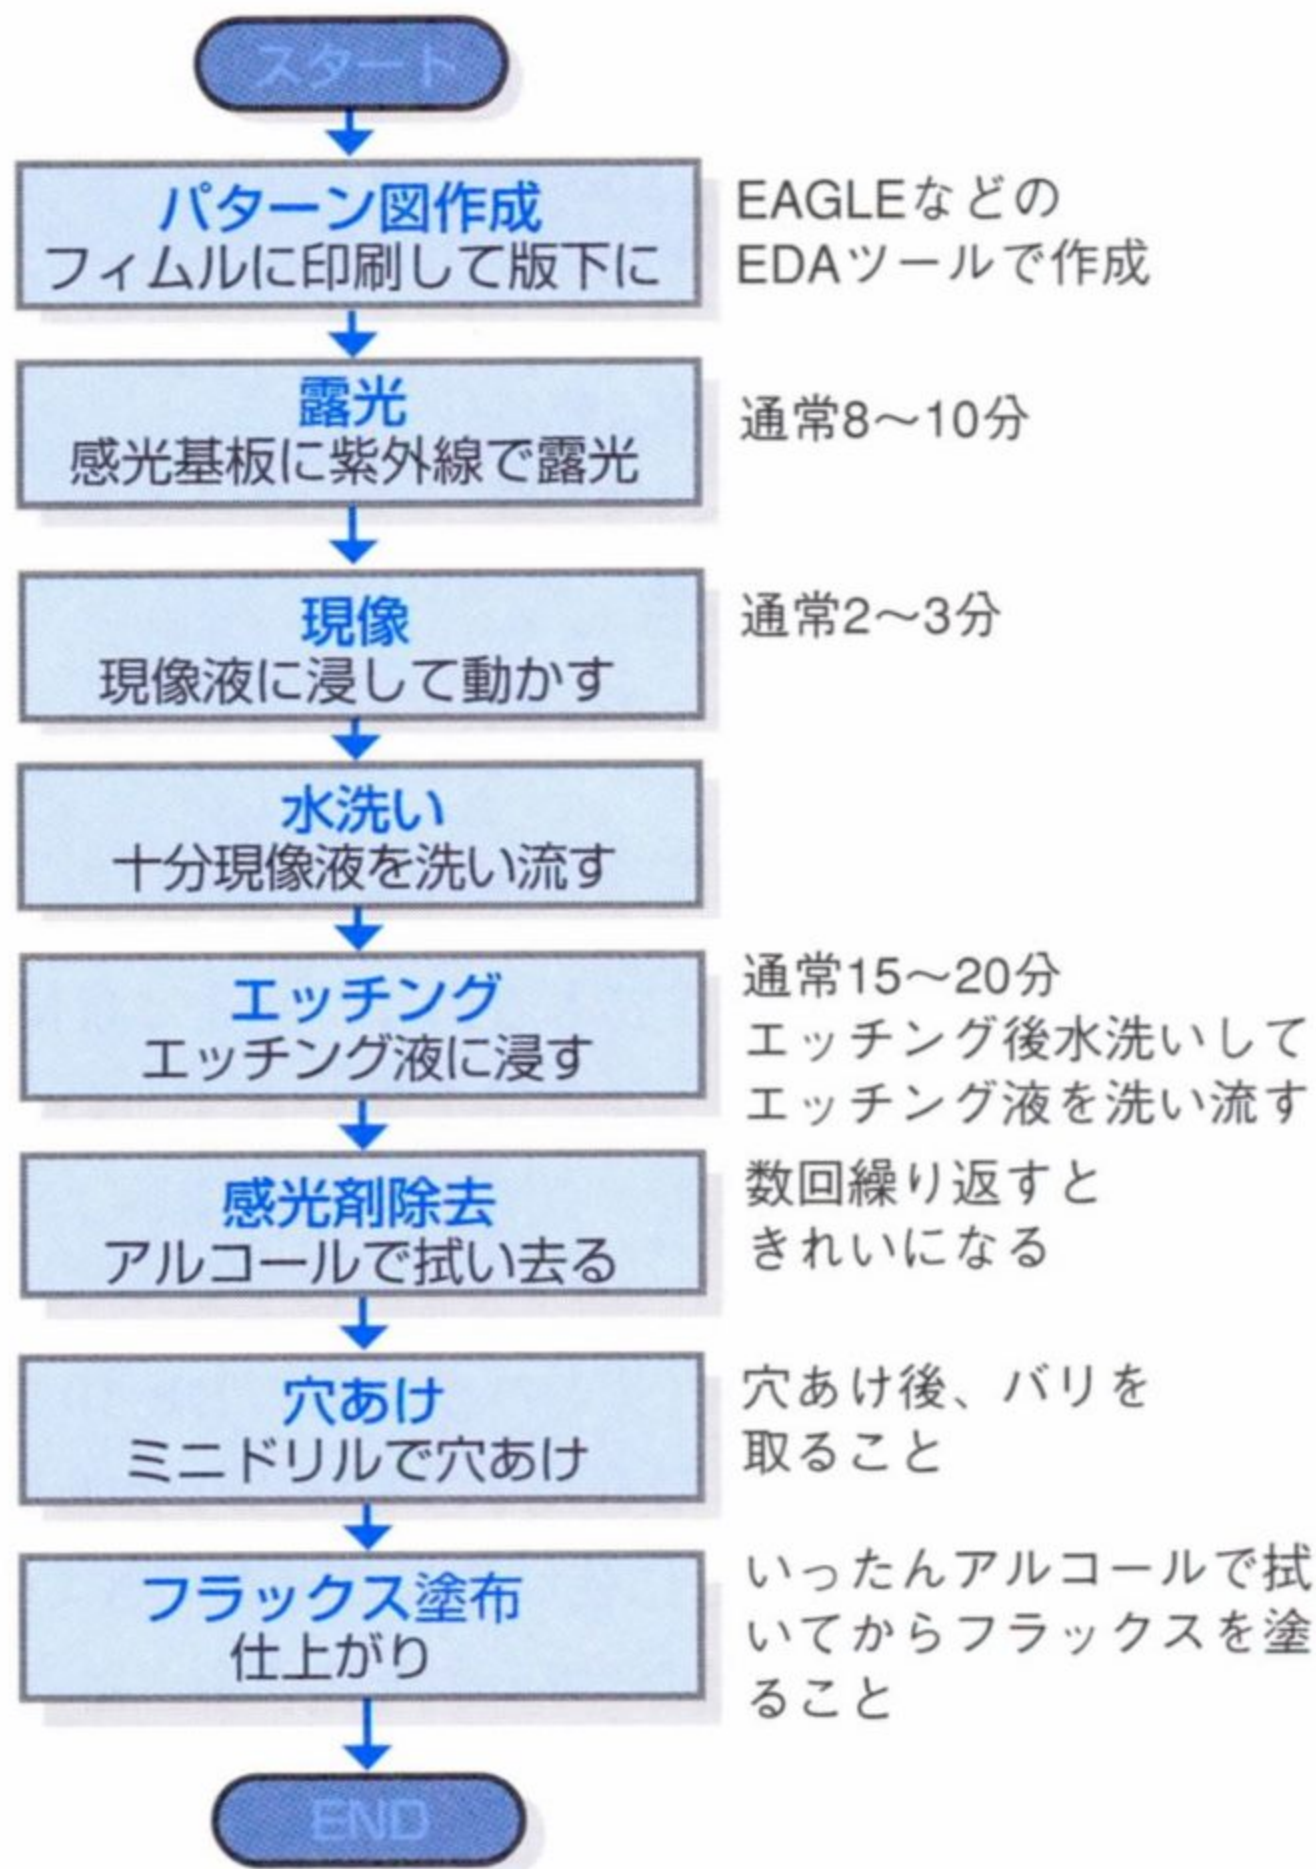 スタート
パターン図作成
フィムルに印刷して版下に
EAGLEなどの
EDAツールで作成
露光
感光基板に紫外線で露光
通常8〜10分
現像
現像液に浸して動かす
通常2〜3分
水洗い
十分現像液を洗い流す
エッチング
エッチング液に浸す
通常15〜20分
エッチング後水洗いして
エッチング液を洗い流す
感光剤除去
アルコールで拭い去る
数回繰り返すと
きれいになる
穴あけ
ミニドリルで穴あけ
穴あけ後、バリを
取ること
フラックス塗布
仕上がり
いったんアルコールで拭
いてからフラックスを塗
ること
END